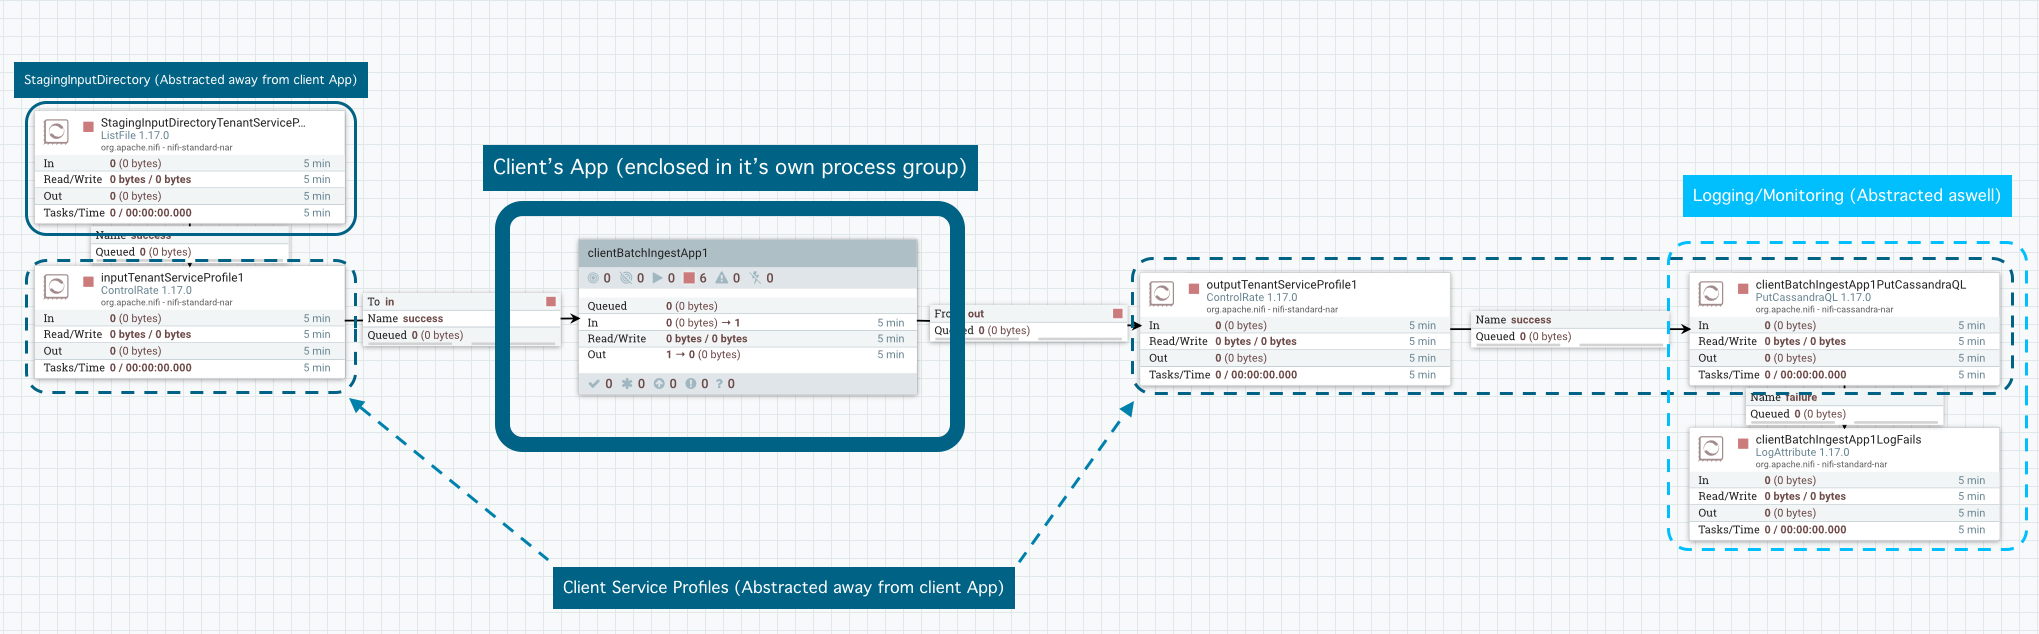 StagingInputDirectory (Abstracted away from client App)
StagingInputDirectoryTenantServiceP...
ListFile 1.17.0
org.apache.nifi - nifi-standard-nar
In 0 (0 bytes) 5 min
Read/Write 0 bytes / 0 bytes 5 min
Out 0 (0 bytes) 5 min
Tasks/Time 0 / 00:00:00.000 5 min
Name success
Queued 0 (0 bytes)
inputTenantServiceProfile1
ControlRate 1.17.0
org.apache.nifi - nifi-standard-nar
In 0 (0 bytes) 5 min
Read/Write 0 bytes / 0 bytes 5 min
Out 0 (0 bytes) 5 min
Tasks/Time 0 / 00:00:00.000 5 min
To in
Name success
Queued 0 (0 bytes)
Client's App (enclosed in it's own process group)
clientBatchIngestApp1
0 0 0 6 0 0
Queued 0 (0 bytes)
In 0 (0 bytes) → 1 5 min
Read/Write 0 bytes / 0 bytes 5 min
Out 1 → 0 (0 bytes) 5 min
0 0 0 0 ? 0
From out
Queued 0 (0 bytes)
outputTenantServiceProfile1
ControlRate 1.17.0
org.apache.nifi - nifi-standard-nar
In 0 (0 bytes) 5 min
Read/Write 0 bytes / 0 bytes 5 min
Out 0 (0 bytes) 5 min
Tasks/Time 0 / 00:00:00.000 5 min
Name success
Queued 0 (0 bytes)
Logging/Monitoring (Abstracted aswell)
clientBatchIngestApp1PutCassandraQL
PutCassandraQL 1.17.0
org.apache.nifi - nifi-cassandra-nar
In 0 (0 bytes) 5 min
Read/Write 0 bytes / 0 bytes 5 min
Out 0 (0 bytes) 5 min
Tasks/Time 0 / 00:00:00.000 5 min
Name failure
Queued 0 (0 bytes)
clientBatchIngestApp1LogFails
LogAttribute 1.17.0
org.apache.nifi - nifi-standard-nar
In 0 (0 bytes) 5 min
Read/Write 0 bytes / 0 bytes 5 min
Out 0 (0 bytes) 5 min
Tasks/Time 0 / 00:00:00.000 5 min
Client Service Profiles (Abstracted away from client App)